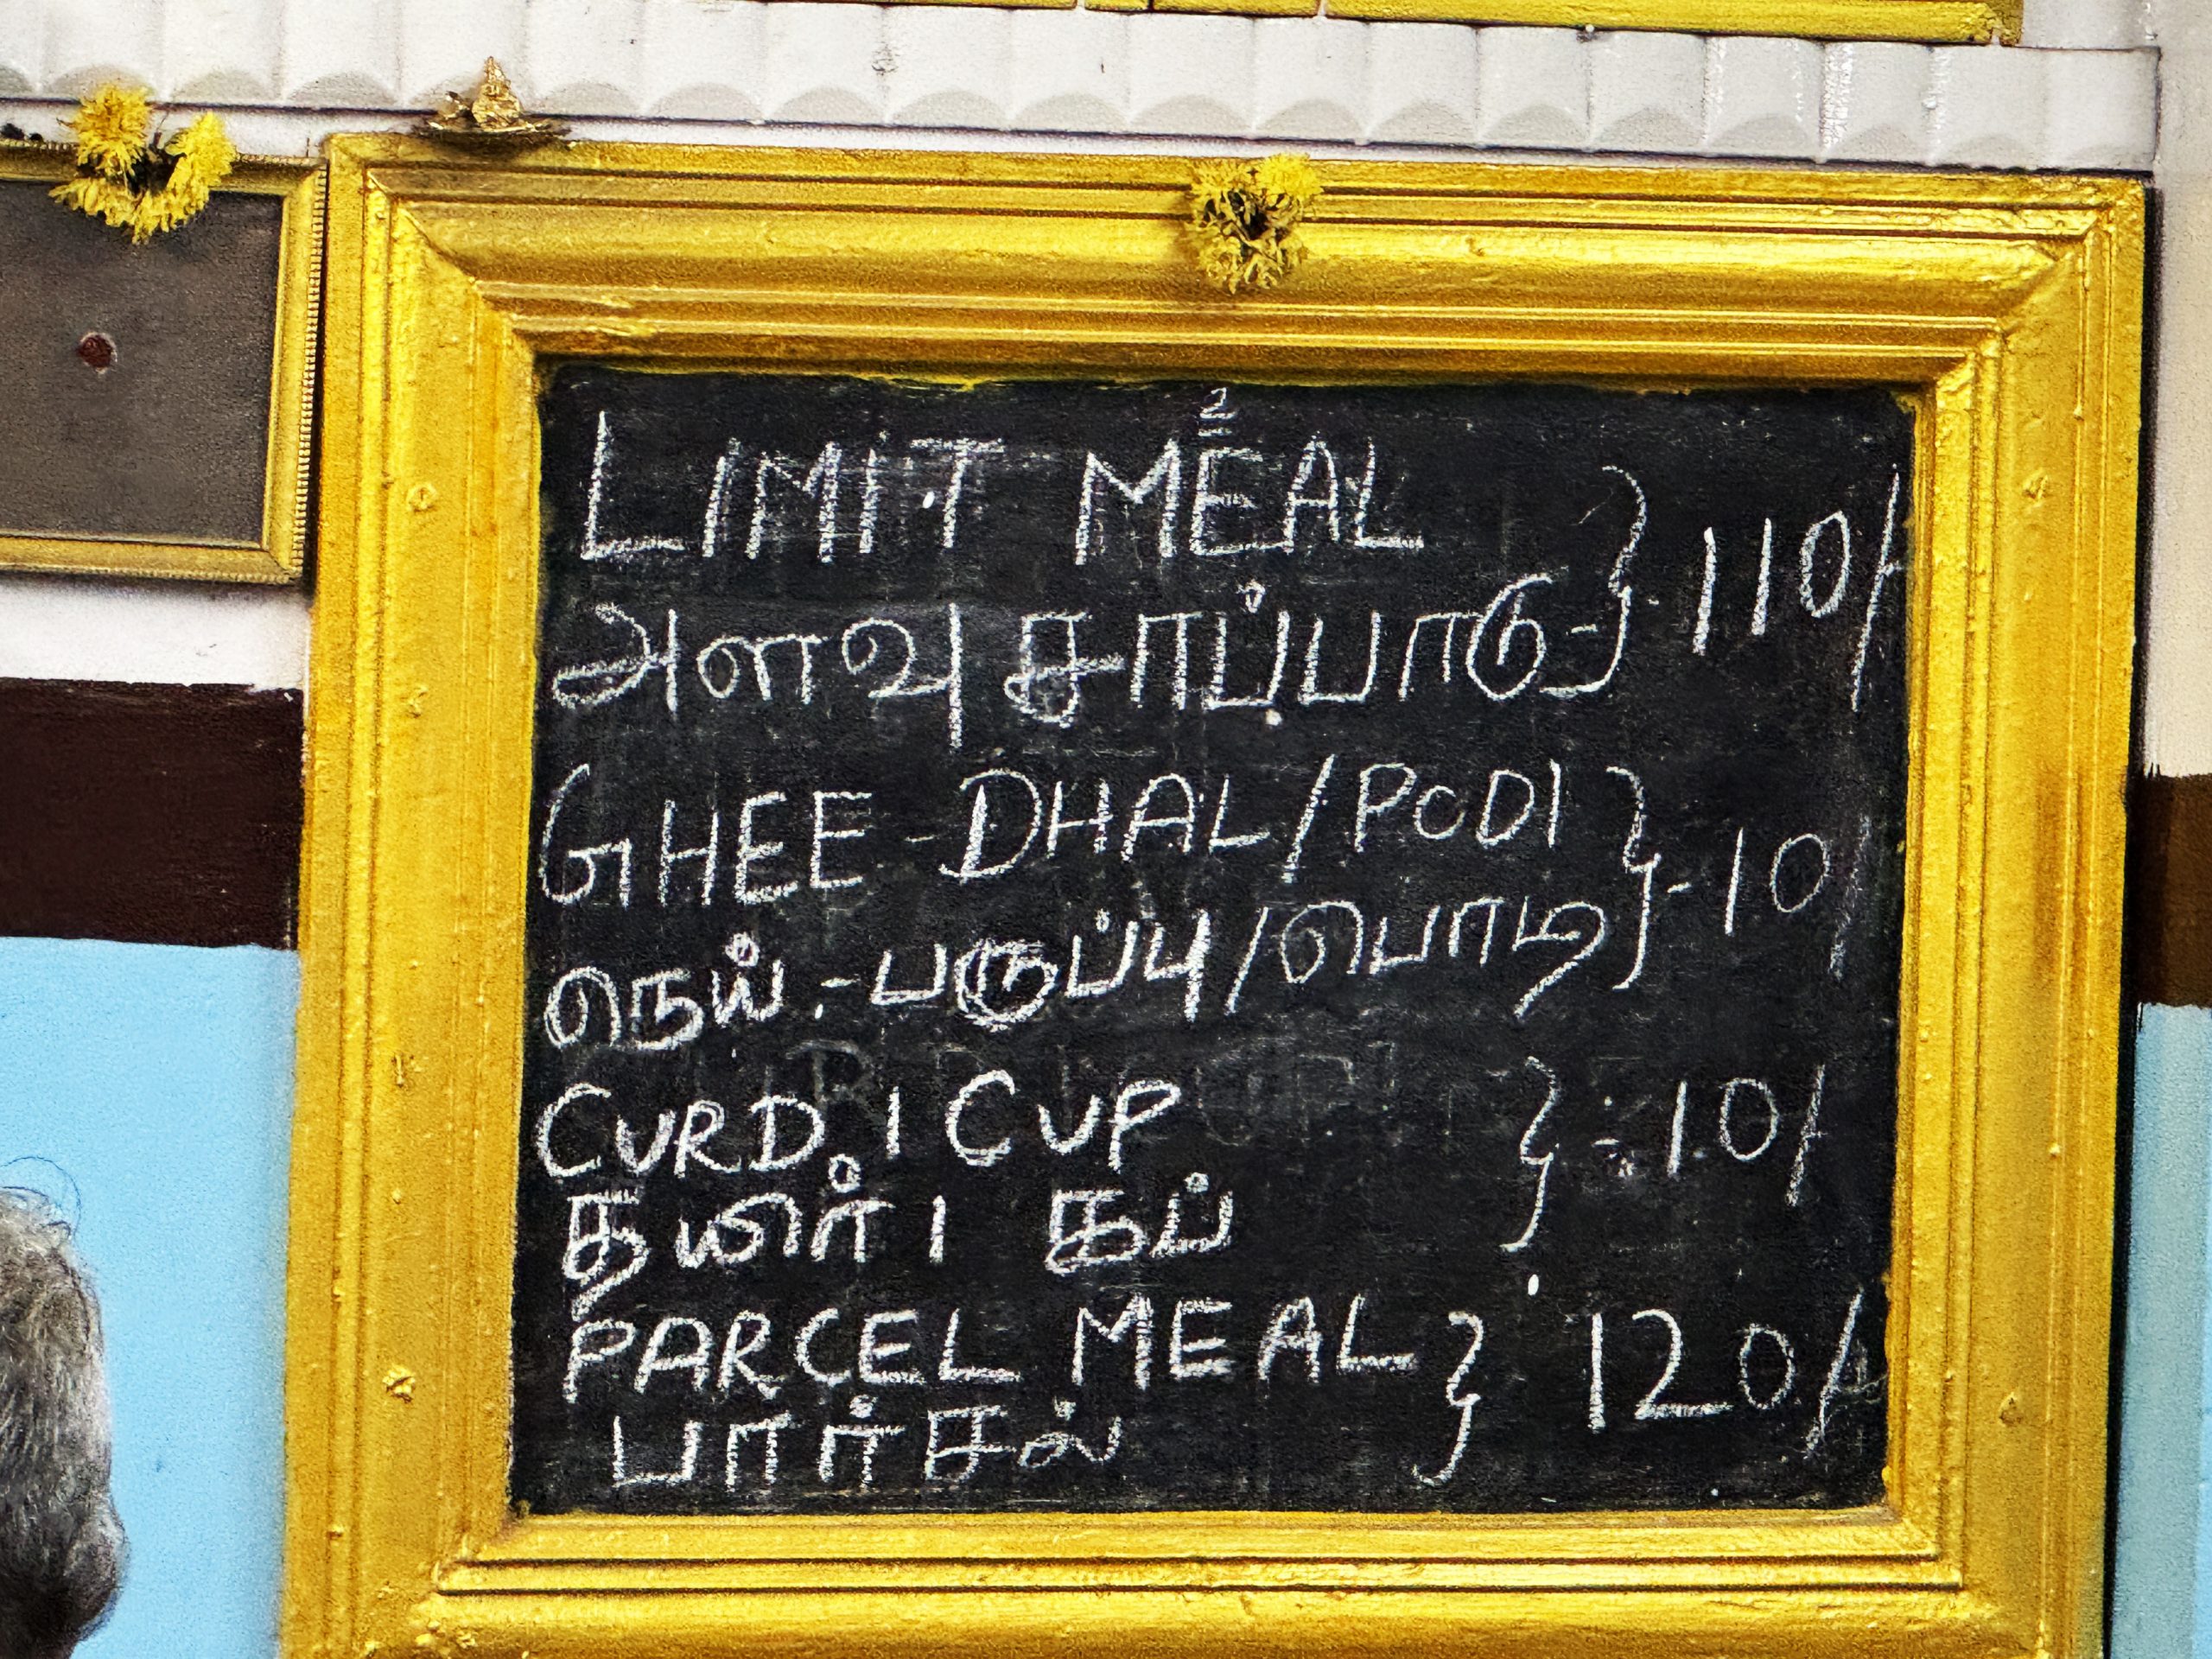 உ
LIMIT MEAL
அளவு சாப்பாடு - } - 110/
GHEE - DHAL / PODI
நெய் - பருப்பு / பொடி } - 10/
CURD 1 CUP
தயிர் 1 கப் } - 10/
PARCEL MEAL
பார்சல் } 120/